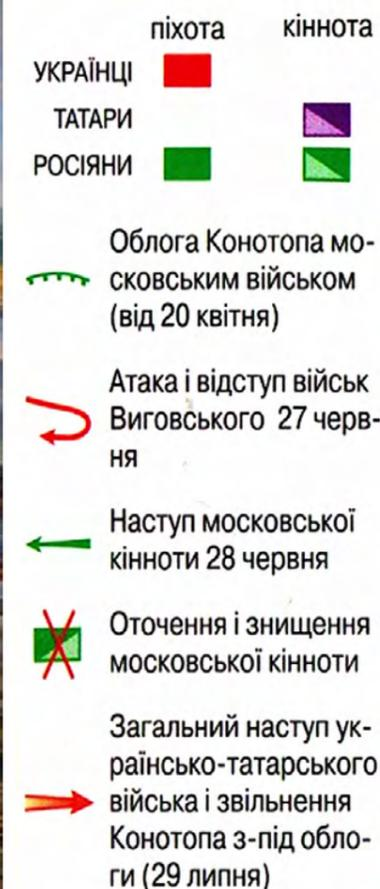 піхота кіннота
УКРАЇНЦІ
ТАТАРИ
РОСІЯНИ
Облога Конотопа мо-
сковським військом
(від 20 квітня)
Атака і відступ військ
Виговського 27 черв-
ня
Наступ московської
кінноти 28 червня
Оточення і знищення
московської кінноти
Загальний наступ ук-
раїнсько-татарського
війська і звільнення
Конотопа з-під обло-
ги (29 липня)